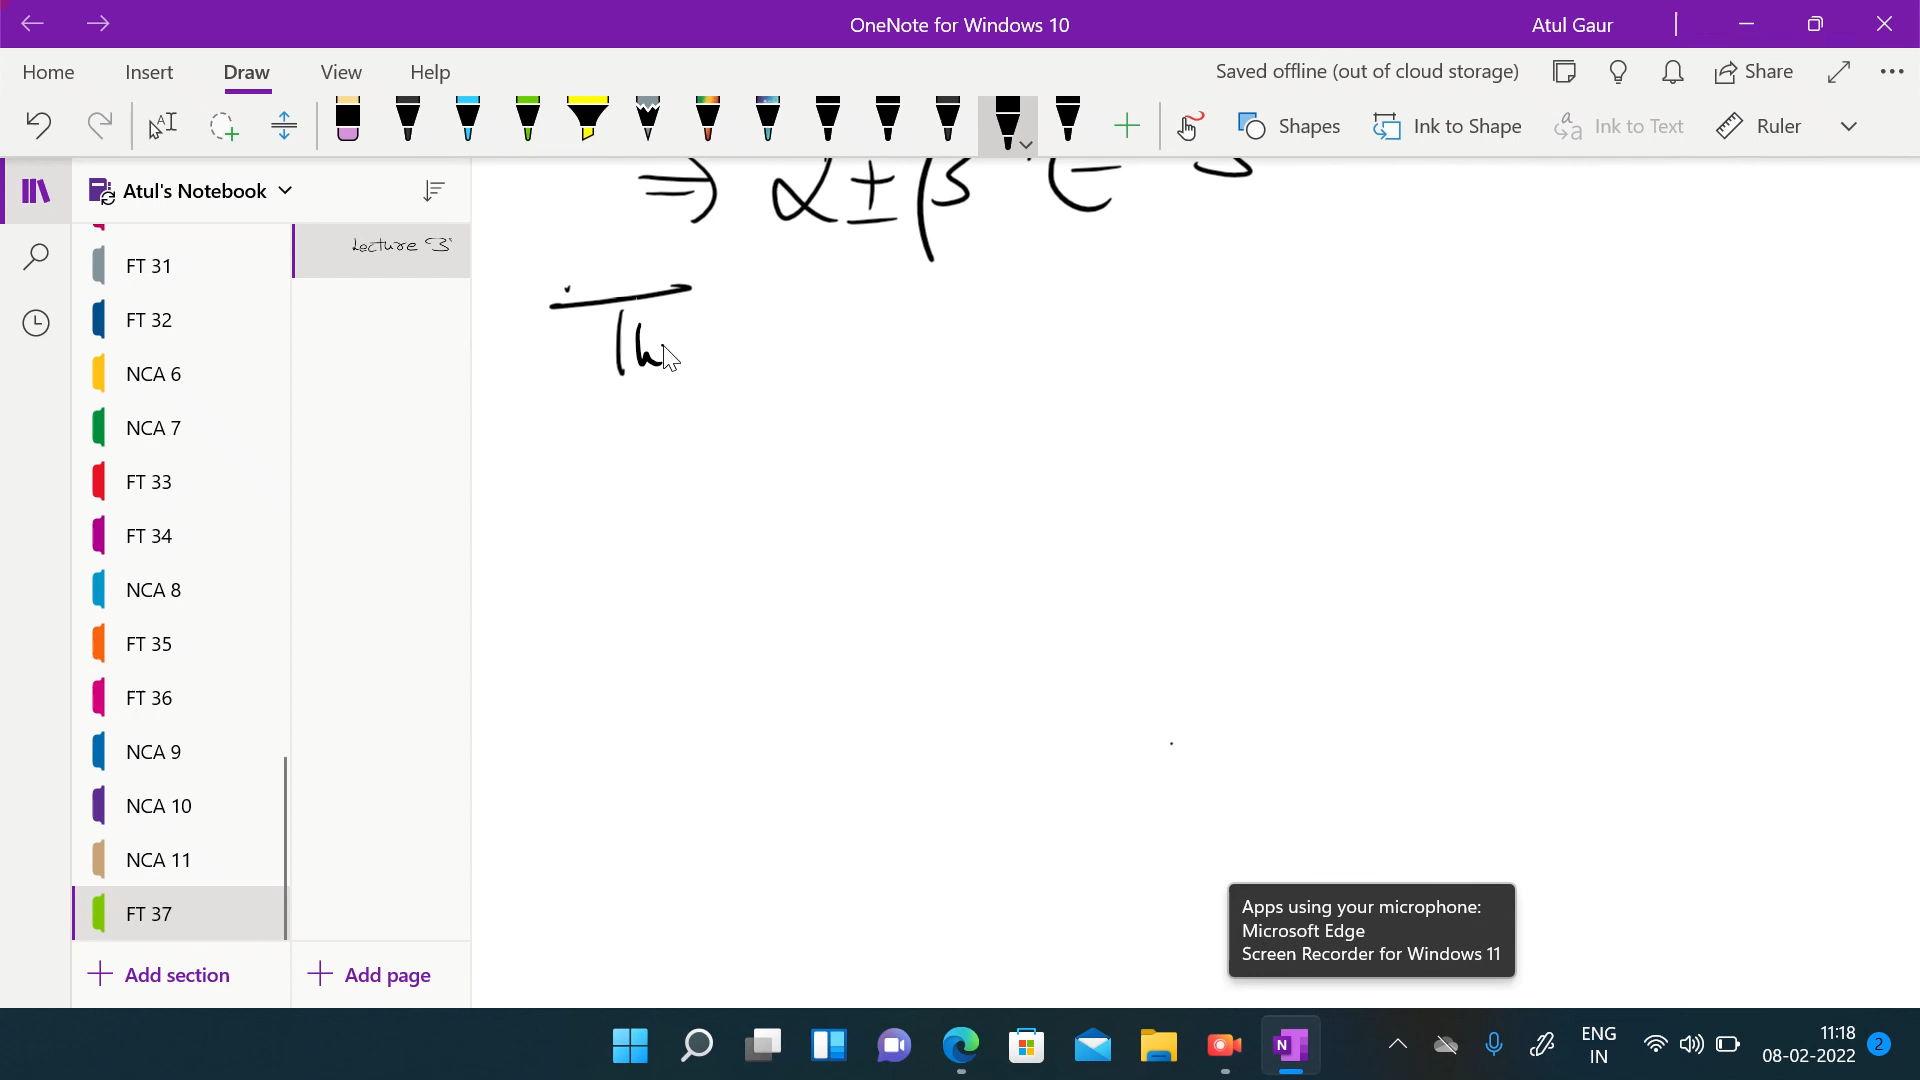 OneNote for Windows 10 Atul Gaur
Home Insert Draw View Help Saved offline (out of cloud storage) Share
Shapes Ink to Shape Ink to Text Ruler
Atul's Notebook
⇒ α ± β ∈ S
Lecture 3
FT 31
FT 32
Th
NCA 6
NCA 7
FT 33
FT 34
NCA 8
FT 35
FT 36
NCA 9
NCA 10
NCA 11
FT 37
Apps using your microphone:
Microsoft Edge
Screen Recorder for Windows 11
Add section Add page
ENG
IN
11:18
08-02-2022
2